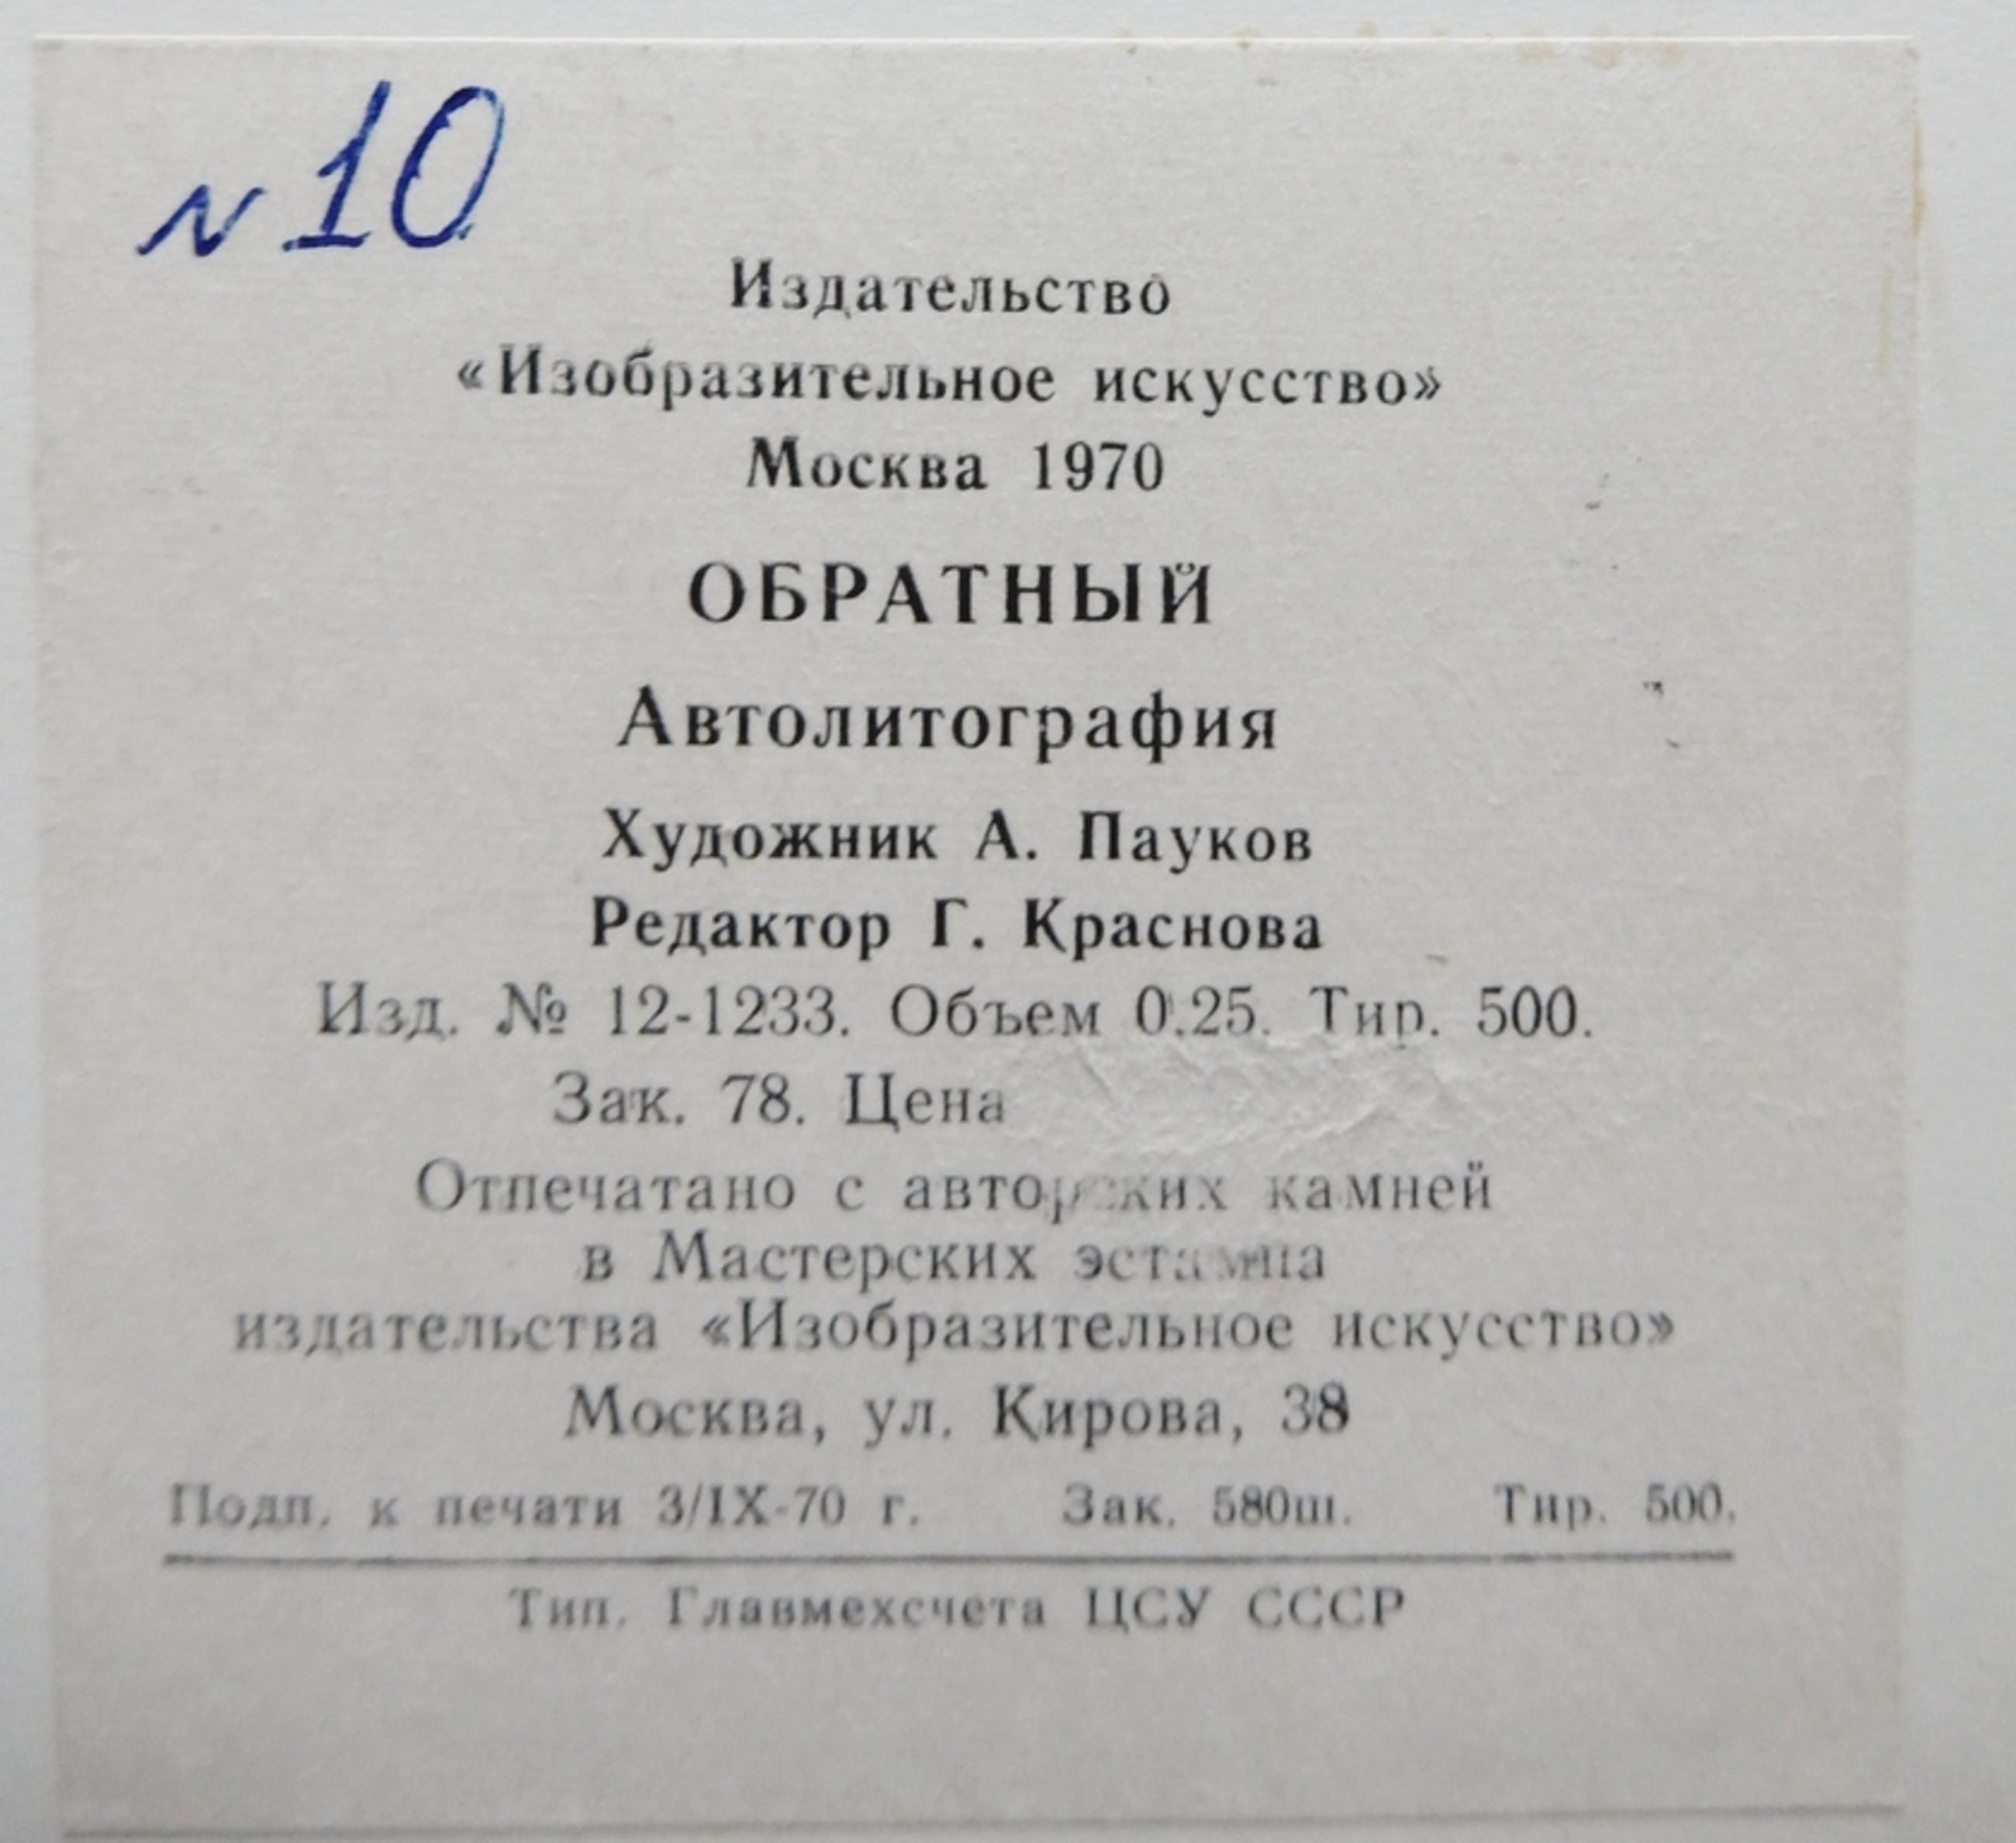 N 10
Издательство
«Изобразительное искусство»
Москва 1970
ОБРАТНЫЙ
Автолитография
Художник А. Пауков
Редактор Г. Краснова
Изд. № 12-1233. Объем 0.25. Тир. 500.
Зак. 78. Цена
Отпечатано с авторских камней
в Мастерских эстампа
издательства «Изобразительное искусство»
Москва, ул. Кирова, 38
Подп. к печати 3/IX-70 г. Зак. 580ш. Тир. 500.
Тип. Главмехсчета ЦСУ СССР